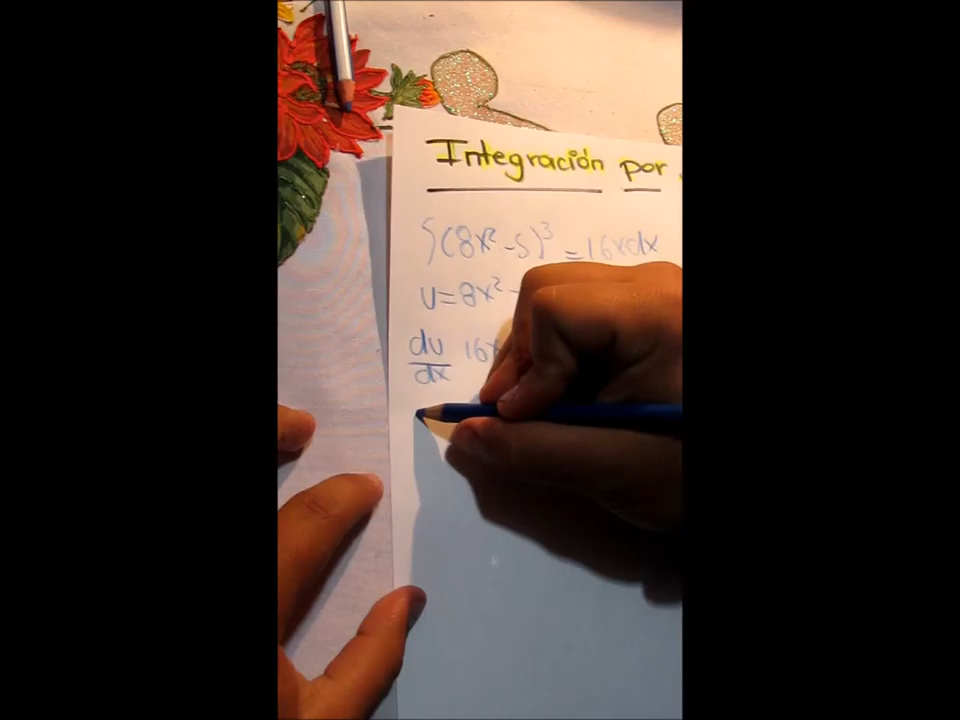 Integración por
∫(8x²-5)³ =16xdx
u=8x² -
du/dx 16x